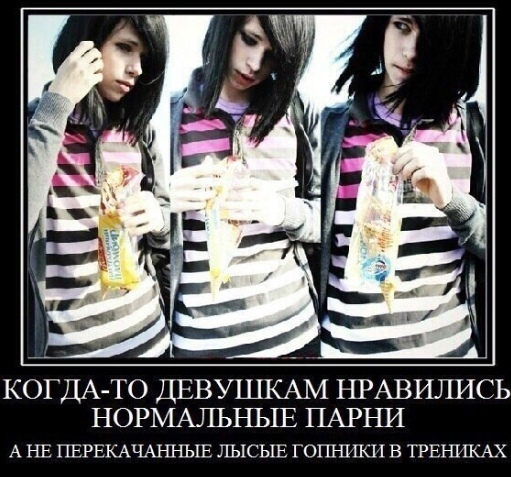 КОГДА-ТО ДЕВУШКАМ НРАВИЛИСЬ
НОРМАЛЬНЫЕ ПАРНИ
А НЕ ПЕРЕКАЧАННЫЕ ЛЫСЫЕ ГОПНИКИ В ТРЕНИКАХ